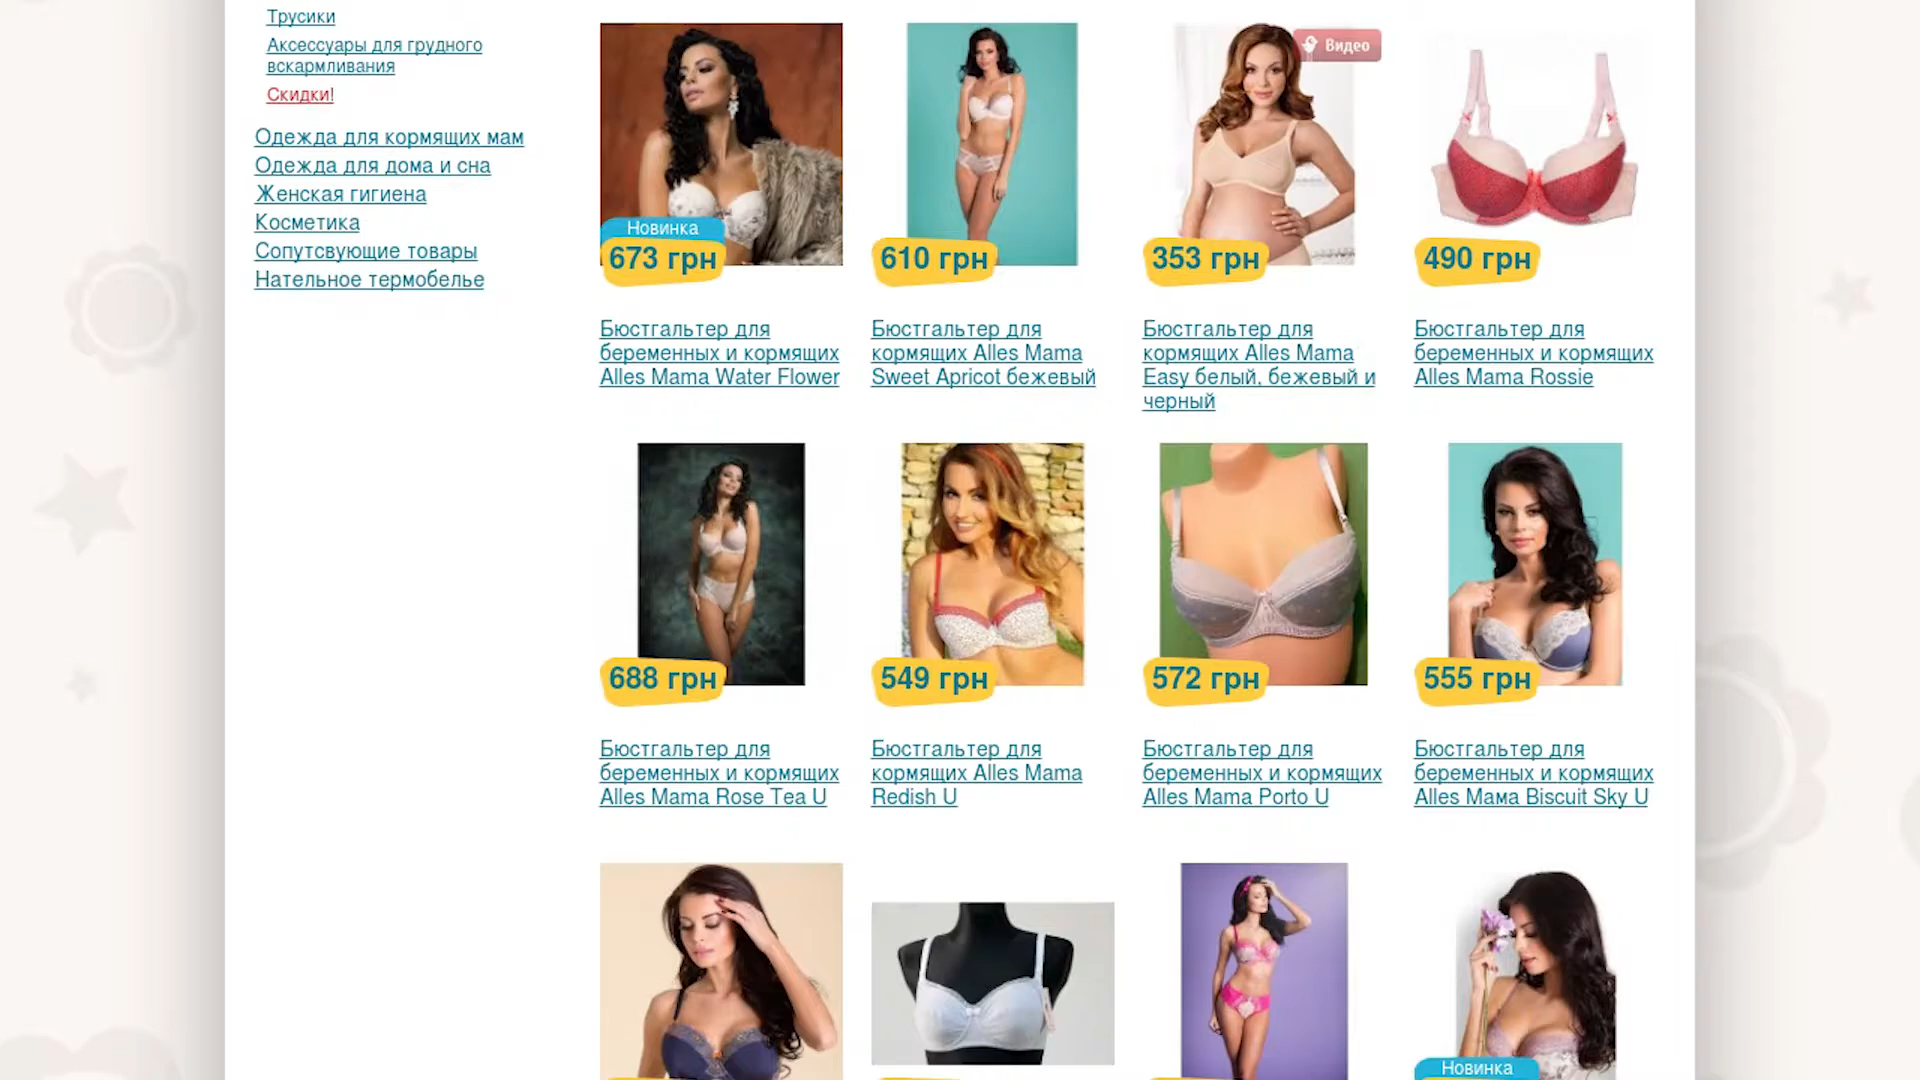 Трусики
Аксессуары для грудного
вскармливания
Скидки!
Одежда для кормящих мам
Одежда для дома и сна
Женская гигиена
Косметика
Сопутсвующие товары
Нательное термобелье
Видео
Новинка
673 грн
610 грн
353 грн
490 грн
Бюстгальтер для
беременных и кормящих
Alles Mama Water Flower
Бюстгальтер для
кормящих Alles Mama
Sweet Apricot бежевый
Бюстгальтер для
кормящих Alles Mama
Easy белый, бежевый и
черный
Бюстгальтер для
беременных и кормящих
Alles Mama Rossie
688 грн
549 грн
572 грн
555 грн
Бюстгальтер для
беременных и кормящих
Alles Mama Rose Tea U
Бюстгальтер для
кормящих Alles Mama
Redish U
Бюстгальтер для
беременных и кормящих
Alles Mama Porto U
Бюстгальтер для
беременных и кормящих
Alles Мама Biscuit Sky U
Новинка